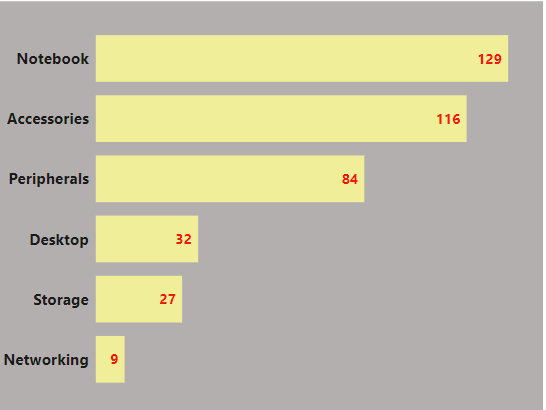 Notebook 129
Accessories 116
Peripherals 84
Desktop 32
Storage 27
Networking 9